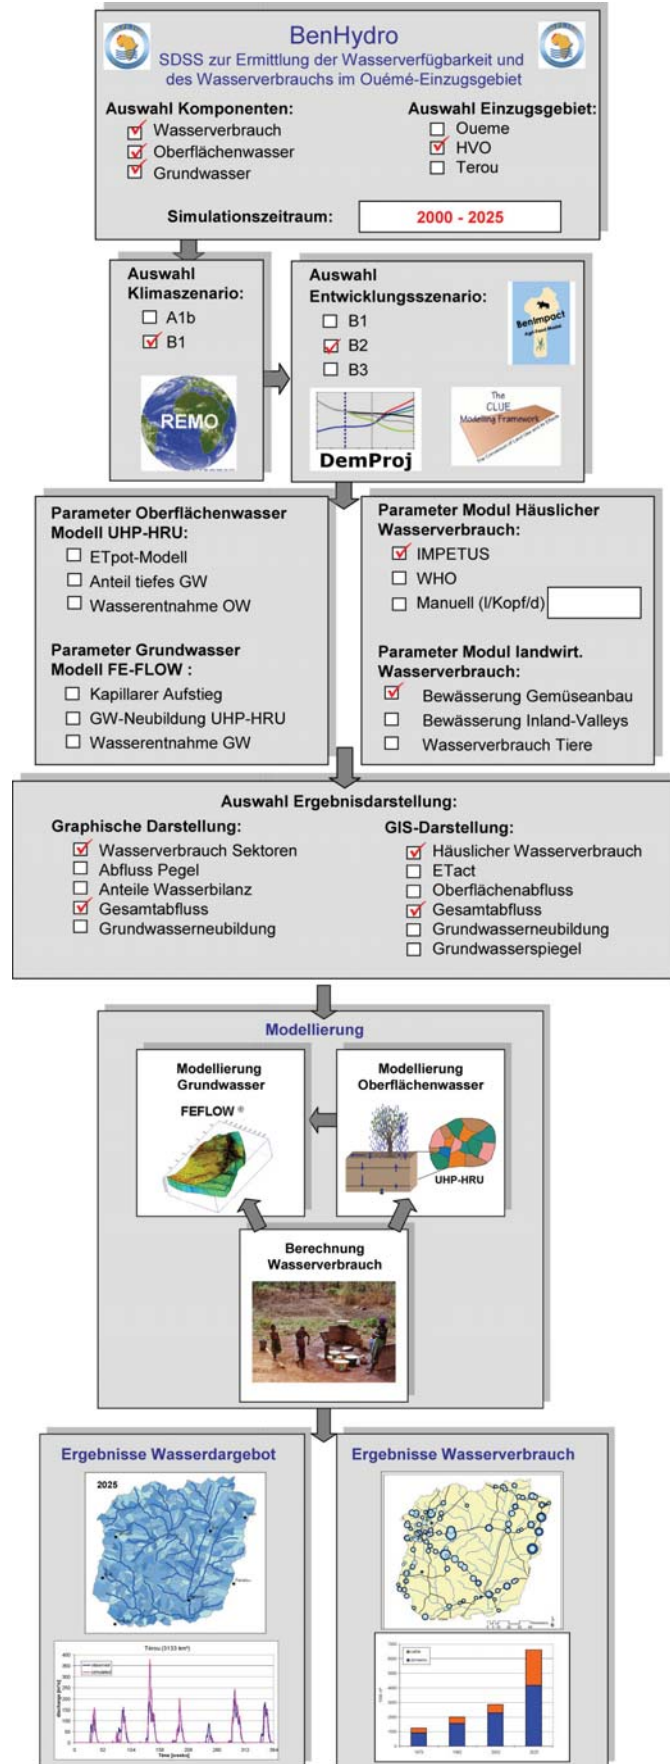 BenHydro
SDSS zur Ermittlung der Wasserverfügbarkeit und
des Wasserverbrauchs im Ouémé-Einzugsgebiet
Auswahl Komponenten:
Wasserverbrauch
Oberflächenwasser
Grundwasser
Auswahl Einzugsgebiet:
Oueme
HVO
Terou
Simulationszeitraum:
2000 - 2025
Auswahl
Klimaszenario:
A1b
B1
REMO
Auswahl
Entwicklungsszenario:
B1
B2
B3
BenImpact
DemProj
The
CLUE
Modelling Framework
Parameter Oberflächenwasser
Modell UHP-HRU:
ETpot-Modell
Anteil tiefes GW
Wasserentnahme OW
Parameter Grundwasser
Modell FE-FLOW :
Kapillarer Aufstieg
GW-Neubildung UHP-HRU
Wasserentnahme GW
Parameter Modul Häuslicher
Wasserverbrauch:
IMPETUS
WHO
Manuell (l/Kopf/d)
Parameter Modul landwirt.
Wasserverbrauch:
Bewässerung Gemüseanbau
Bewässerung Inland-Valleys
Wasserverbrauch Tiere
Auswahl Ergebnisdarstellung:
Graphische Darstellung:
Wasserverbrauch Sektoren
Abfluss Pegel
Anteile Wasserbilanz
Gesamtabfluss
Grundwasserneubildung
GIS-Darstellung:
Häuslicher Wasserverbrauch
ETact
Oberflächenabfluss
Gesamtabfluss
Grundwasserneubildung
Grundwasserspiegel
Modellierung
Modellierung
Grundwasser
FEFLOW ®
Modellierung
Oberflächenwasser
UHP-HRU
Berechnung
Wasserverbrauch
Ergebnisse Wasserdargebot
2025
Térou (3133 km²)
Time [weeks]
Ergebnisse Wasserverbrauch